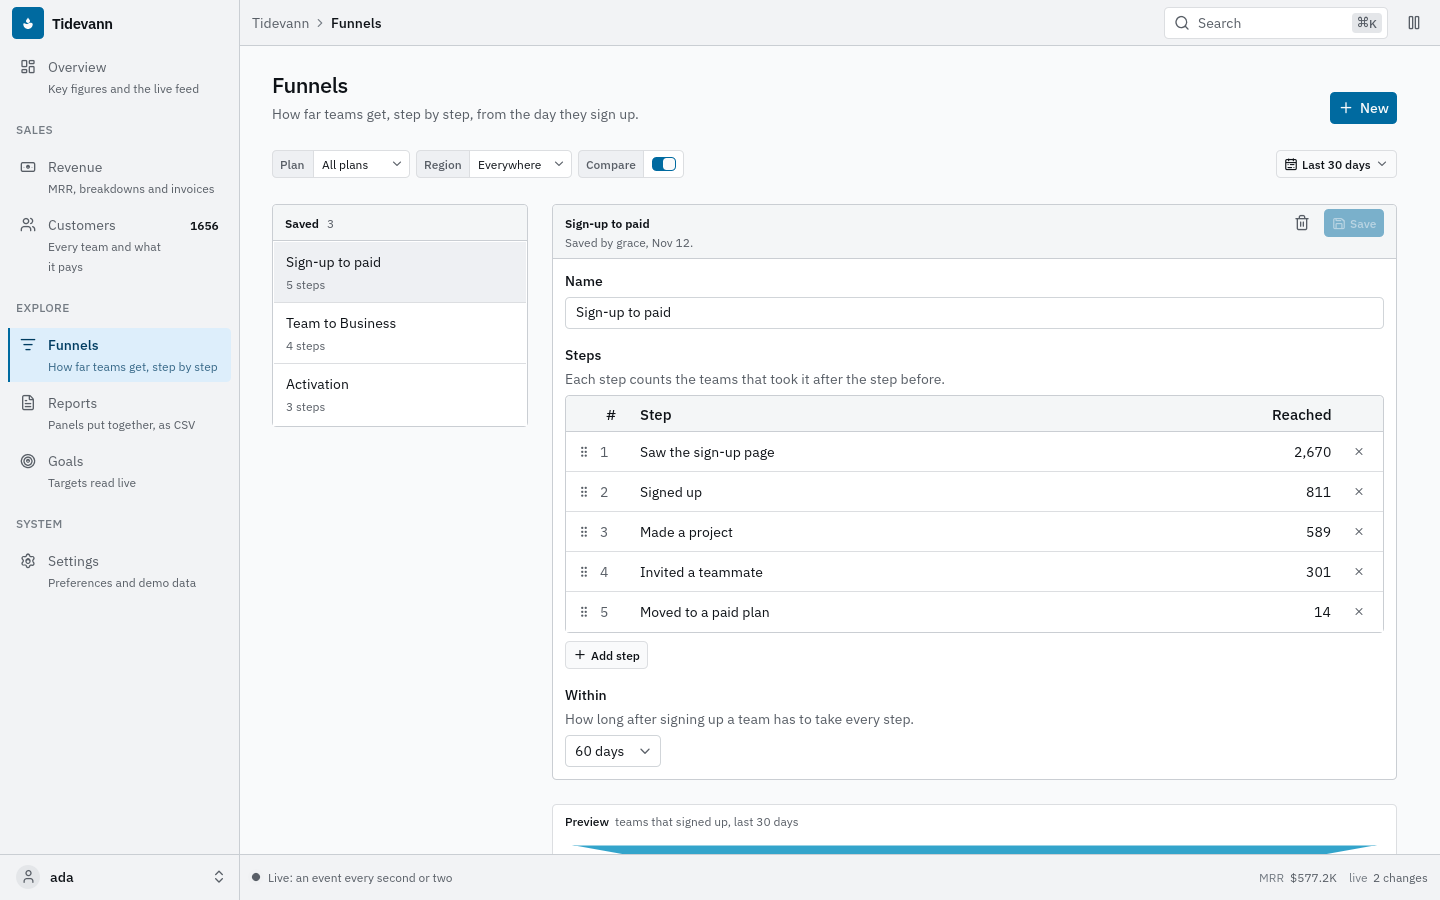 Tidevann
Overview
Key figures and the live feed
SALES
Revenue
MRR, breakdowns and invoices
Customers 1656
Every team and what
it pays
EXPLORE
Funnels
How far teams get, step by step
Reports
Panels put together, as CSV
Goals
Targets read live
SYSTEM
Settings
Preferences and demo data
ada
Tidevann > Funnels
Search ⌘K
Funnels
How far teams get, step by step, from the day they sign up.
New
Plan All plans Region Everywhere Compare
Last 30 days
Saved 3
Sign-up to paid
5 steps
Team to Business
4 steps
Activation
3 steps
Sign-up to paid
Saved by grace, Nov 12.
Save
Name
Sign-up to paid
Steps
Each step counts the teams that took it after the step before.
# Step Reached
1 Saw the sign-up page 2,670 ×
2 Signed up 811 ×
3 Made a project 589 ×
4 Invited a teammate 301 ×
5 Moved to a paid plan 14 ×
Add step
Within
How long after signing up a team has to take every step.
60 days
Preview teams that signed up, last 30 days
Live: an event every second or two
MRR $577.2K live 2 changes